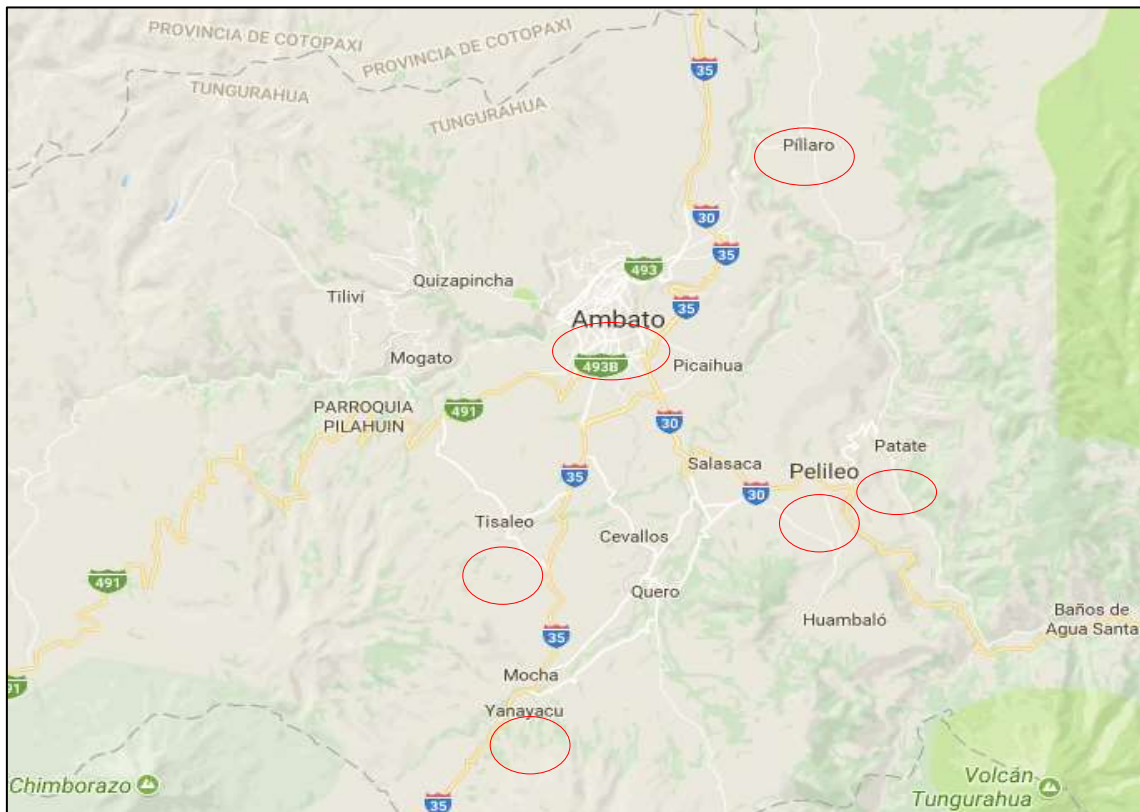 PROVINCIA DE COTOPAXI
PROVINCIA DE COTOPAXI
TUNGURAHUA
TUNGURAHUA
35
Píllaro
30
35
493
Quizapincha
Tiliví
35
Ambato
Mogato
493B
Picaihua
PARROQUIA
PILAHUIN
491
30
Patate
Salasaca
Pelileo
35
30
Tisaleo
Cevallos
491
Quero
Huambaló
Baños de
Agua Santa
35
Mocha
91
Yanayacu
Chimborazo
Volcán
Tungurahua
35